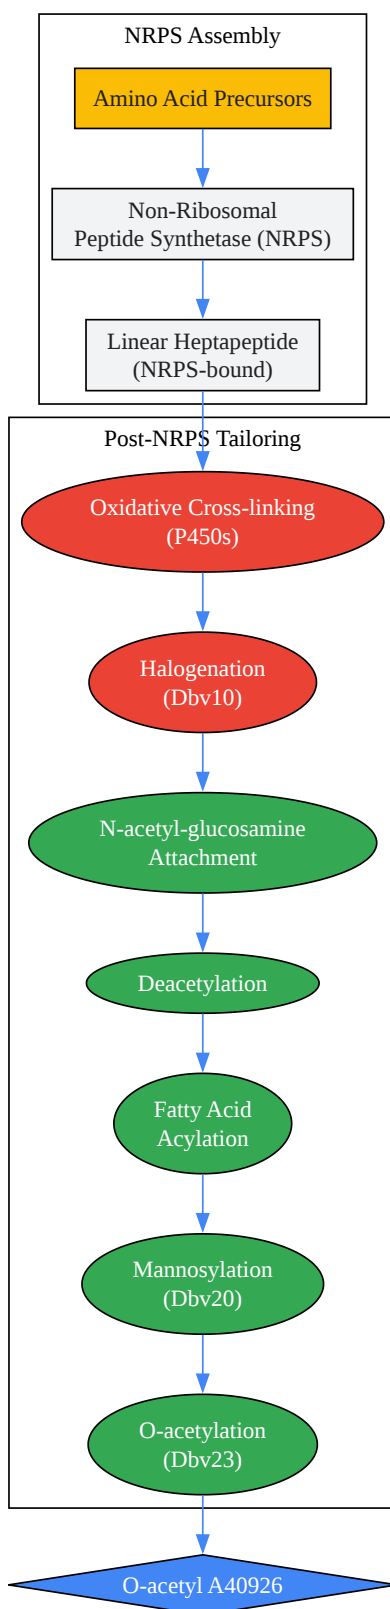 NRPS Assembly
Amino Acid Precursors
Non-Ribosomal
Peptide Synthetase (NRPS)
Linear Heptapeptide
(NRPS-bound)
Post-NRPS Tailoring
Oxidative Cross-linking
(P450s)
Halogenation
(Dbv10)
N-acetyl-glucosamine
Attachment
Deacetylation
Fatty Acid
Acylation
Mannosylation
(Dbv20)
O-acetylation
(Dbv23)
O-acetyl A40926